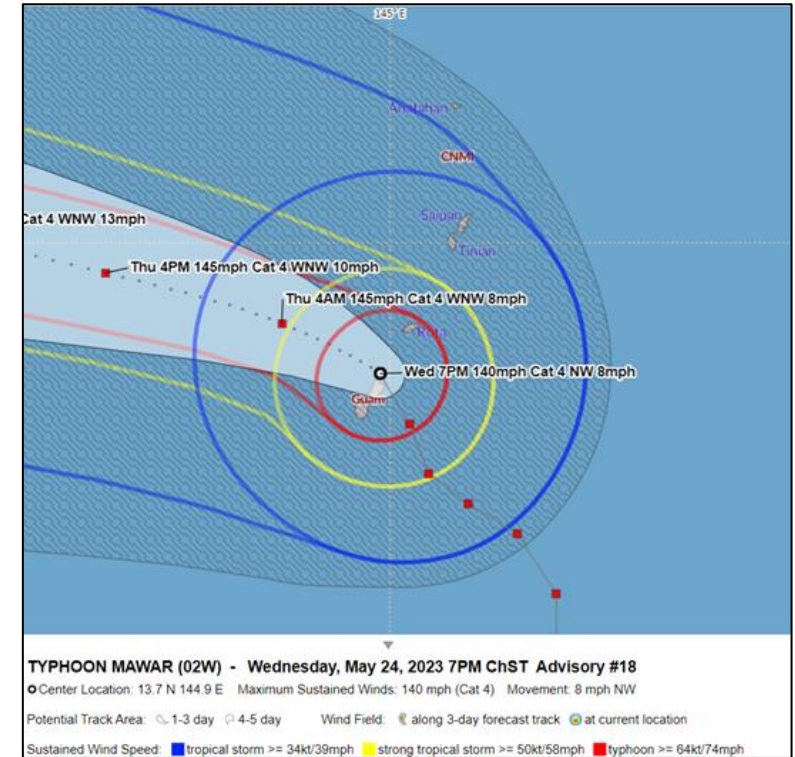 145°E
Anatahan
CNMI
Saipan
Tinian
Cat 4 WNW 13mph
Thu 4PM 145mph Cat 4 WNW 10mph
Thu 4AM 145mph Cat 4 WNW 8mph
Rota
Wed 7PM 140mph Cat 4 NW 8mph
Guam
TYPHOON MAWAR (02W) - Wednesday, May 24, 2023 7PM ChST Advisory #18
Center Location: 13.7 N 144.9 E Maximum Sustained Winds: 140 mph (Cat 4) Movement: 8 mph NW
Potential Track Area: 1-3 day 4-5 day Wind Field: along 3-day forecast track at current location
Sustained Wind Speed: tropical storm >= 34kt/39mph strong tropical storm >= 50kt/58mph typhoon >= 64kt/74mph